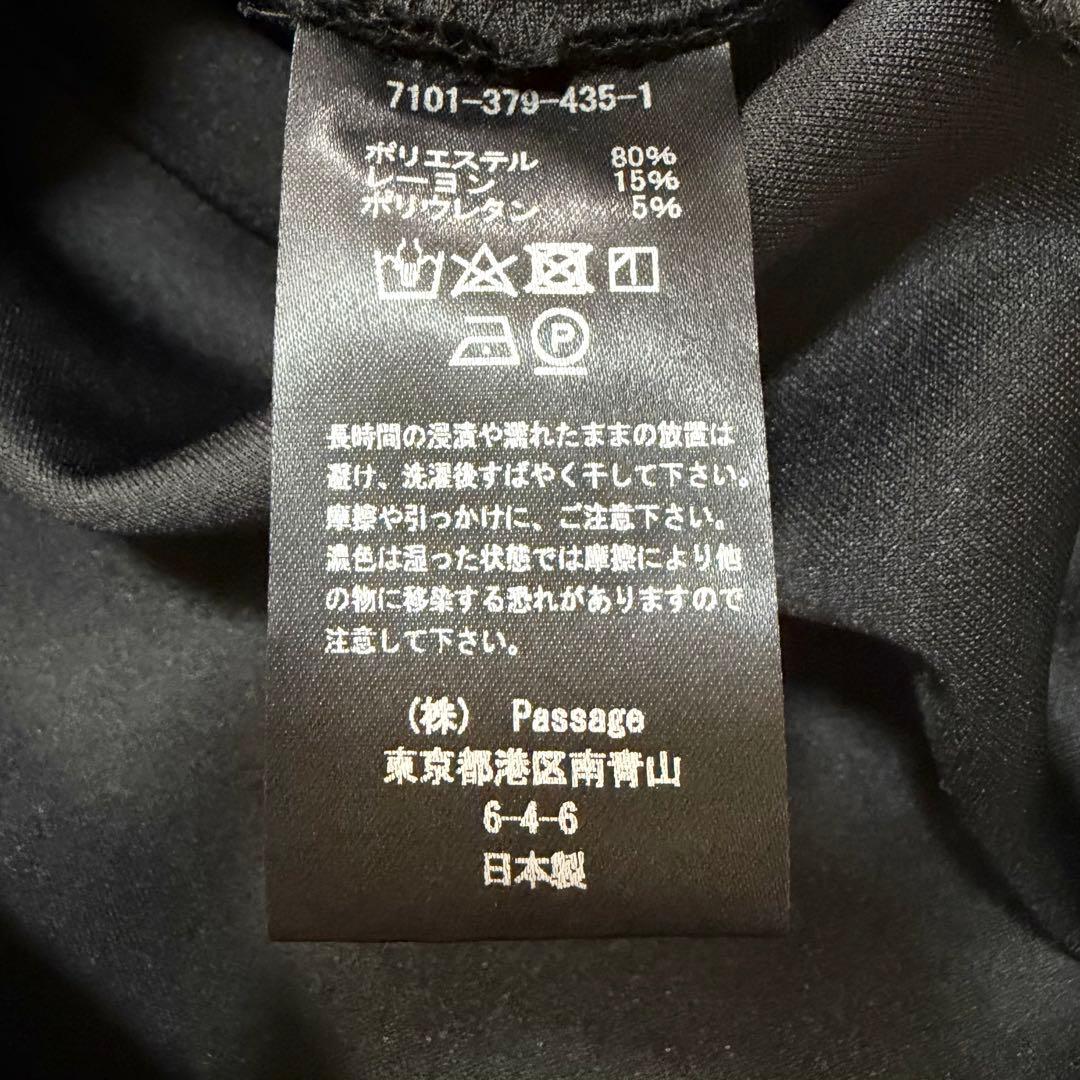 7101-379-435-1
ポリエステル 80%
レーヨン 15%
ポリウレタン 5%
P
長時間の浸漬や濡れたままの放置は
避け、洗濯後すばやく干して下さい。
摩擦や引っかけに、ご注意下さい。
濃色は湿った状態では摩擦により他
の物に移染する恐れがありますので
注意して下さい。
(株) Passage
東京都港区南青山
6-4-6
日本製